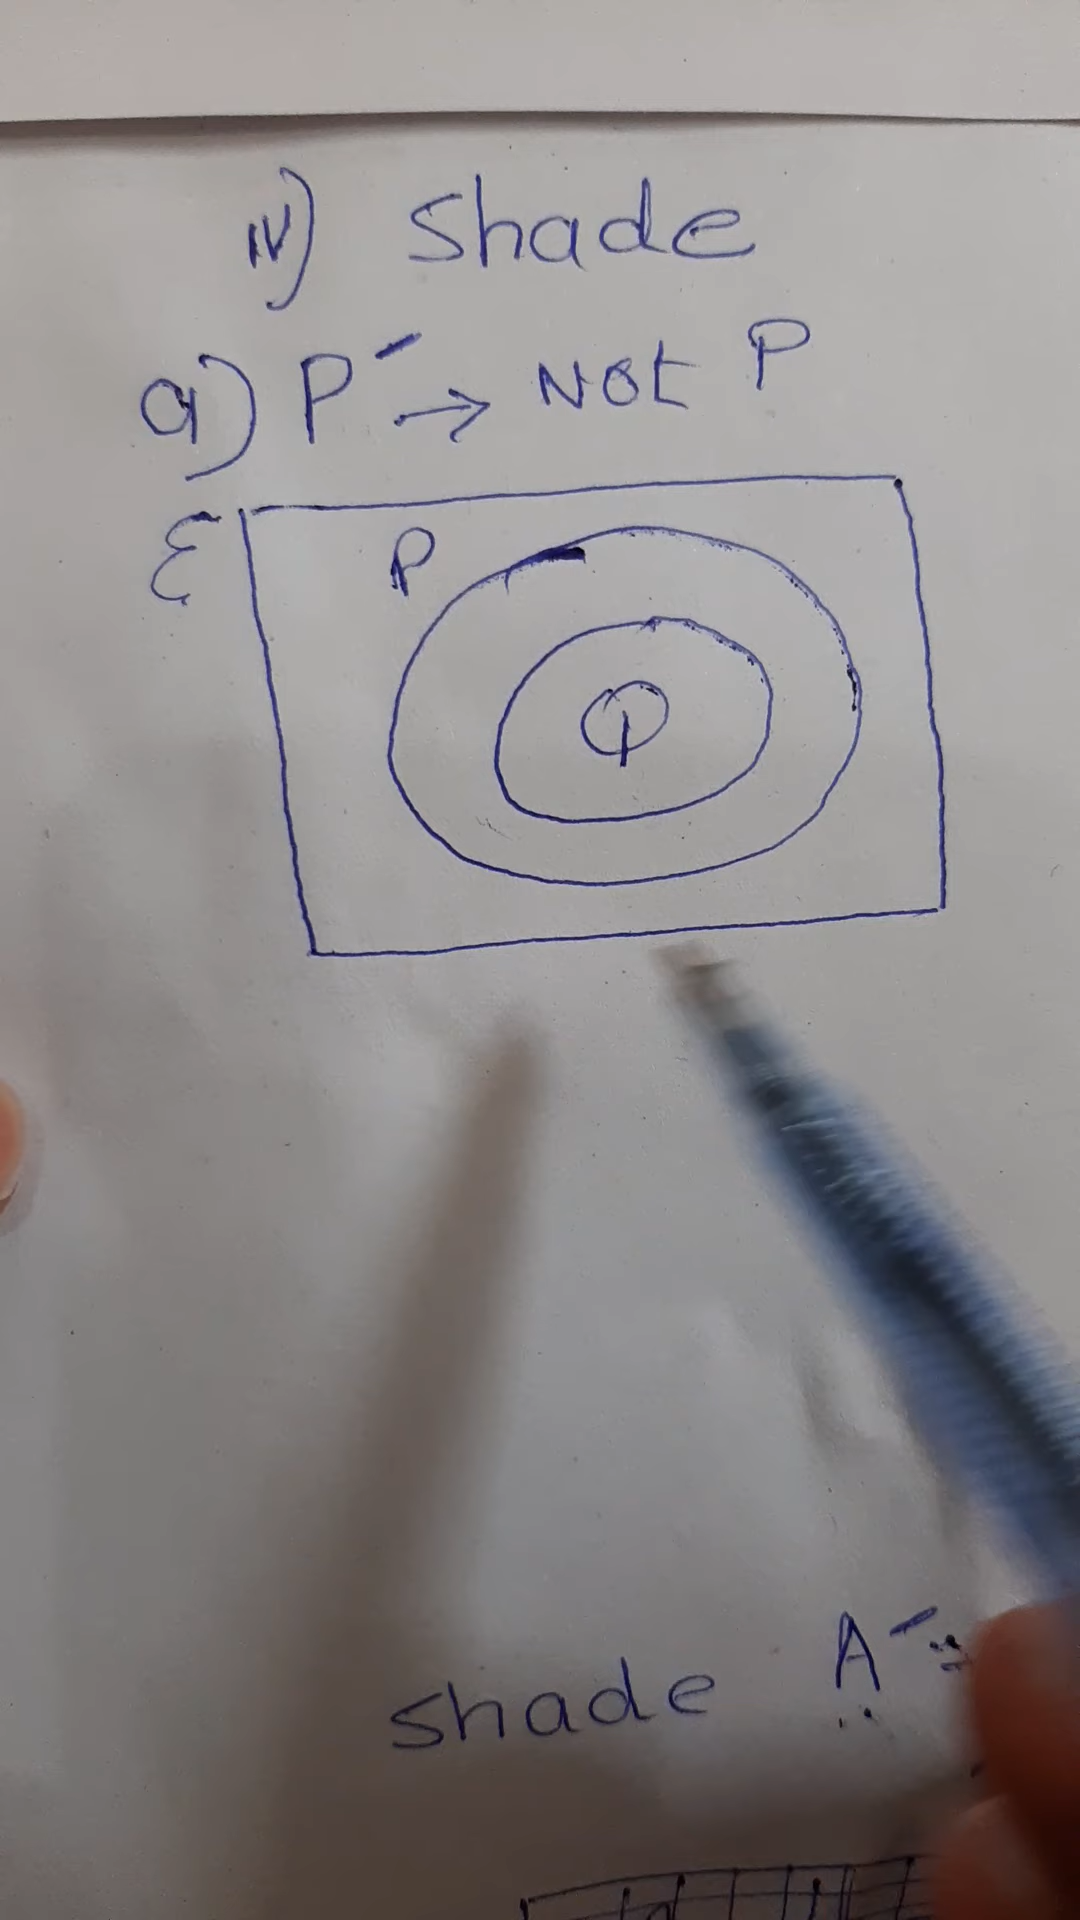 iv) Shade
a) P′ → Not P
ε
P
Q
shade A′ =